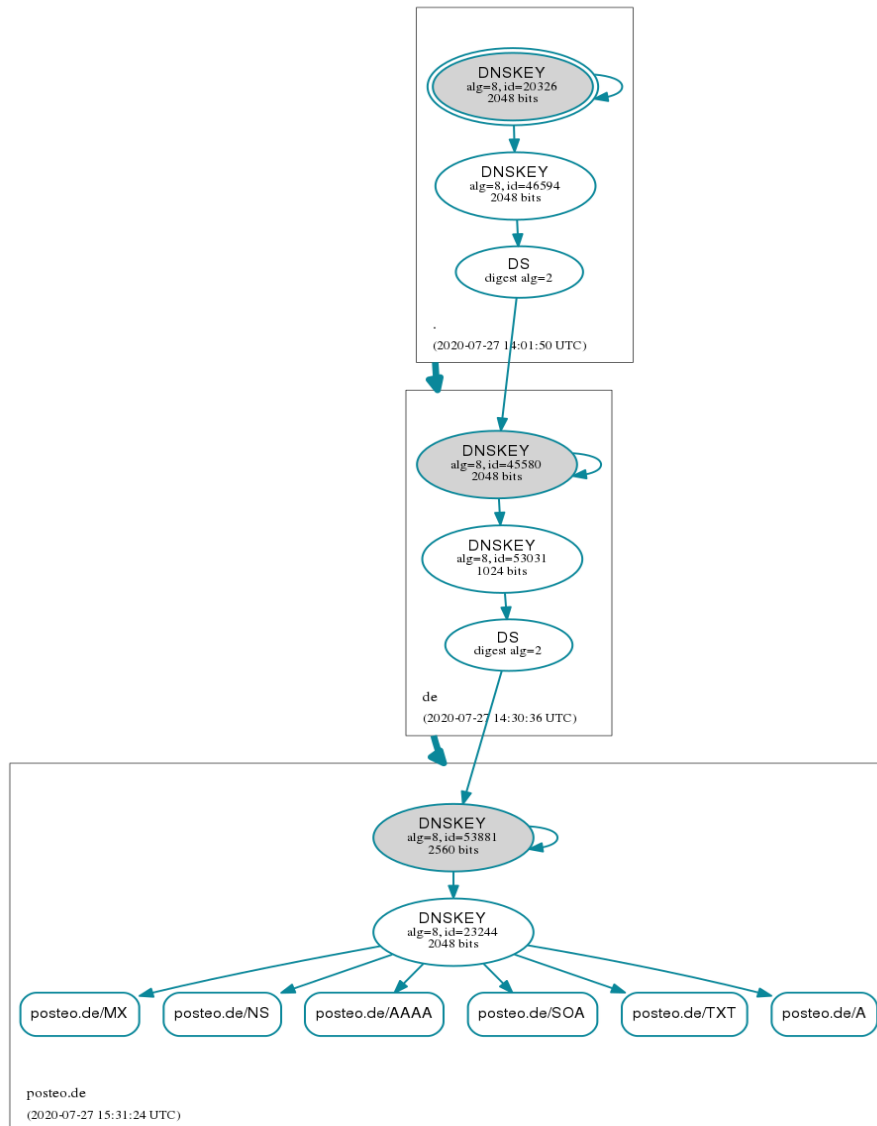 DNSKEY
alg=8, id=20326
2048 bits
DNSKEY
alg=8, id=46594
2048 bits
DS
digest alg=2
.
(2020-07-27 14:01:50 UTC)
DNSKEY
alg=8, id=45580
2048 bits
DNSKEY
alg=8, id=53031
1024 bits
DS
digest alg=2
de
(2020-07-27 14:30:36 UTC)
DNSKEY
alg=8, id=53881
2560 bits
DNSKEY
alg=8, id=23244
2048 bits
posteo.de/MX
posteo.de/NS
posteo.de/AAAA
posteo.de/SOA
posteo.de/TXT
posteo.de/A
posteo.de
(2020-07-27 15:31:24 UTC)